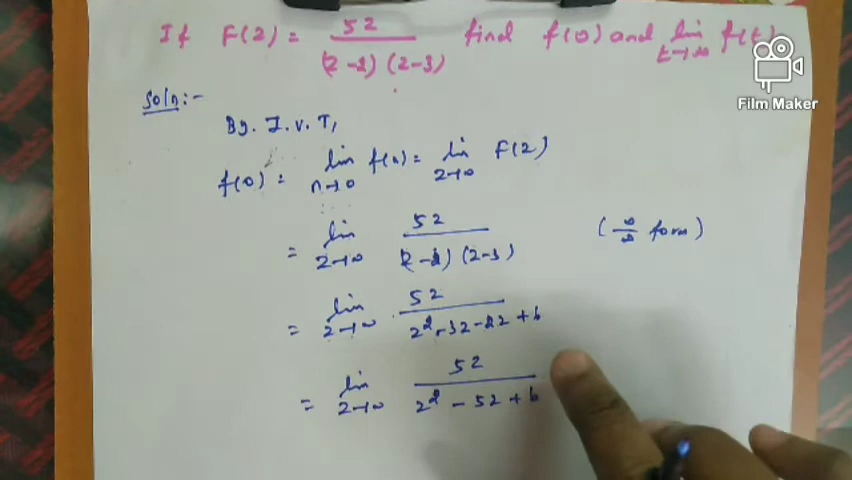 If F(z) = 5z / (z-2)(z-3) find f(0) and lim t→∞ f(t)
Film Maker
Soln:-
By. I.V.T,
f(0) = lim n→0 f(n) = lim z→∞ F(z)
= lim z→∞ 5z / (z-2)(z-3) (∞/∞ form)
= lim z→∞ 5z / z²-3z-2z+6
= lim z→∞ 5z / z² - 5z + 6